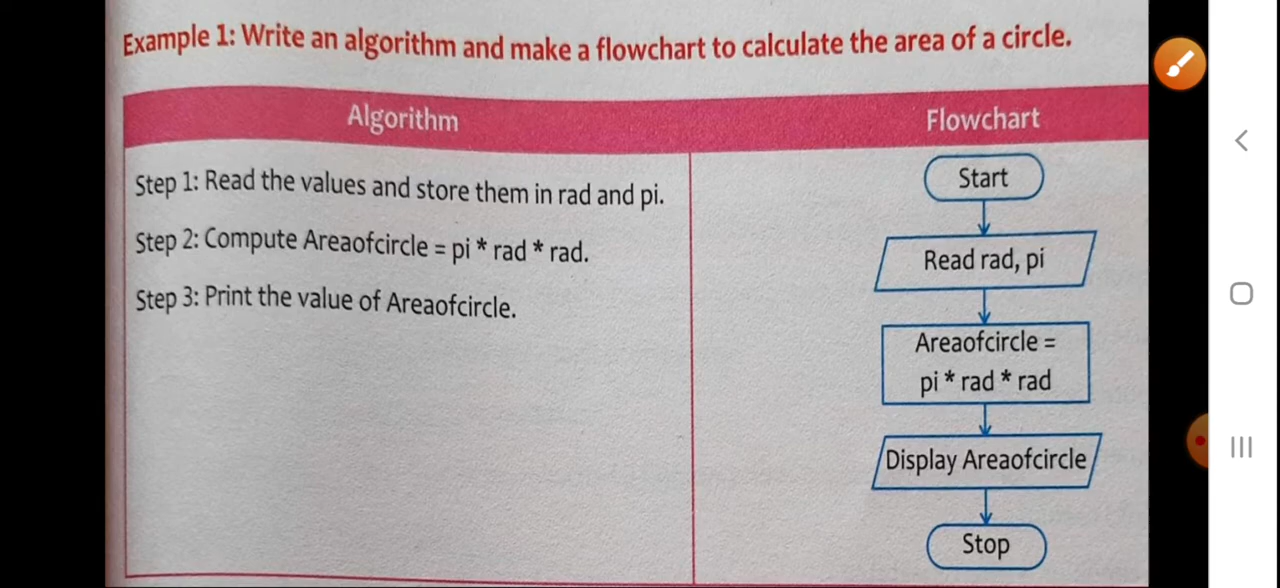 Example 1: Write an algorithm and make a flowchart to calculate the area of a circle.
Algorithm
Flowchart
Step 1: Read the values and store them in rad and pi.
Step 2: Compute Areaofcircle = pi * rad * rad.
Step 3: Print the value of Areaofcircle.
Start
Read rad, pi
Areaofcircle =
pi * rad * rad
Display Areaofcircle
Stop